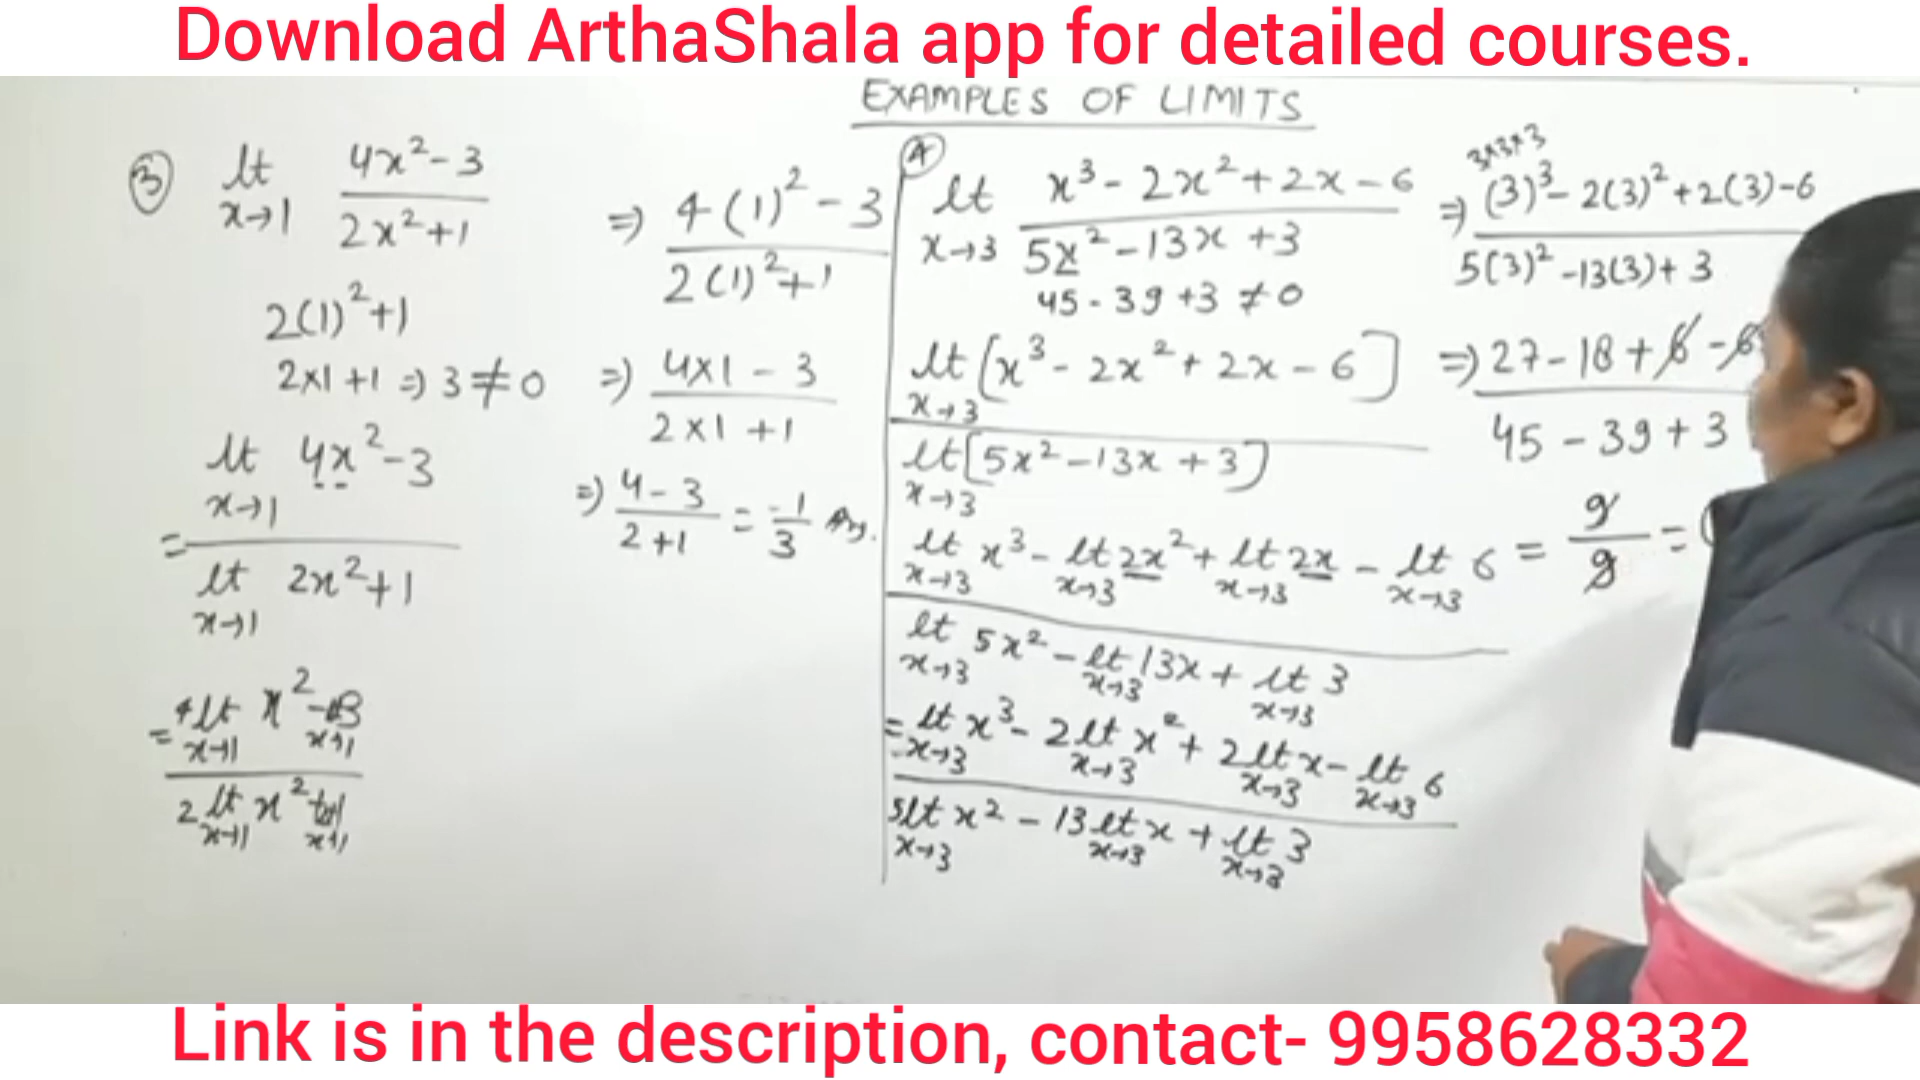 Download ArthaShala app for detailed courses.
EXAMPLES OF LIMITS
③ lt x→1 (4x² - 3)/(2x² + 1)
2(1)² + 1
2×1 + 1 ⇒ 3 ≠ 0
= (lt x→1 4x² - 3)/(lt x→1 2x² + 1)
= (4 lt x→1 x² - lt x→1 3)/(2 lt x→1 x² + lt x→1 1)
⇒ (4(1)² - 3)/(2(1)² + 1)
⇒ (4×1 - 3)/(2×1 + 1)
⇒ (4 - 3)/(2 + 1) = 1/3 Ans.
④ lt x→3 (x³ - 2x² + 2x - 6)/(5x² - 13x + 3)
45 - 39 + 3 ≠ 0
lt x→3 [x³ - 2x² + 2x - 6]
lt x→3 [5x² - 13x + 3]
lt x→3 x³ - lt x→3 2x² + lt x→3 2x - lt x→3 6
lt x→3 5x² - lt x→3 13x + lt x→3 3
= lt x→3 x³ - 2 lt x→3 x² + 2 lt x→3 x - lt x→3 6
5 lt x→3 x² - 13 lt x→3 x + lt x→3 3
3×3×3
⇒ ((3)³ - 2(3)² + 2(3) - 6)/(5(3)² - 13(3) + 3)
⇒ (27 - 18 + 6 - 6)/(45 - 39 + 3)
= 9/9 =
Link is in the description, contact- 9958628332